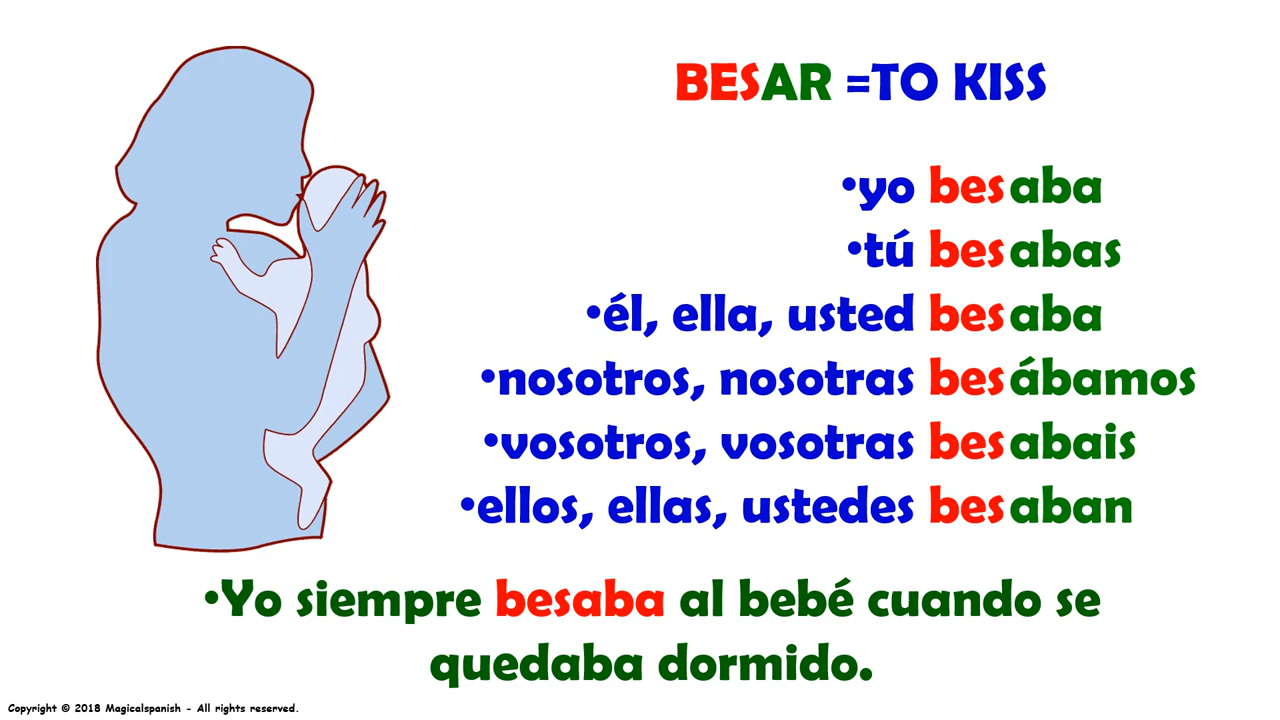 BESAR =TO KISS
•yo besaba
•tú besabas
•él, ella, usted besaba
•nosotros, nosotras besábamos
•vosotros, vosotras besabais
•ellos, ellas, ustedes besaban
•Yo siempre besaba al bebé cuando se
quedaba dormido.
Copyright © 2018 Magicalspanish - All rights reserved.